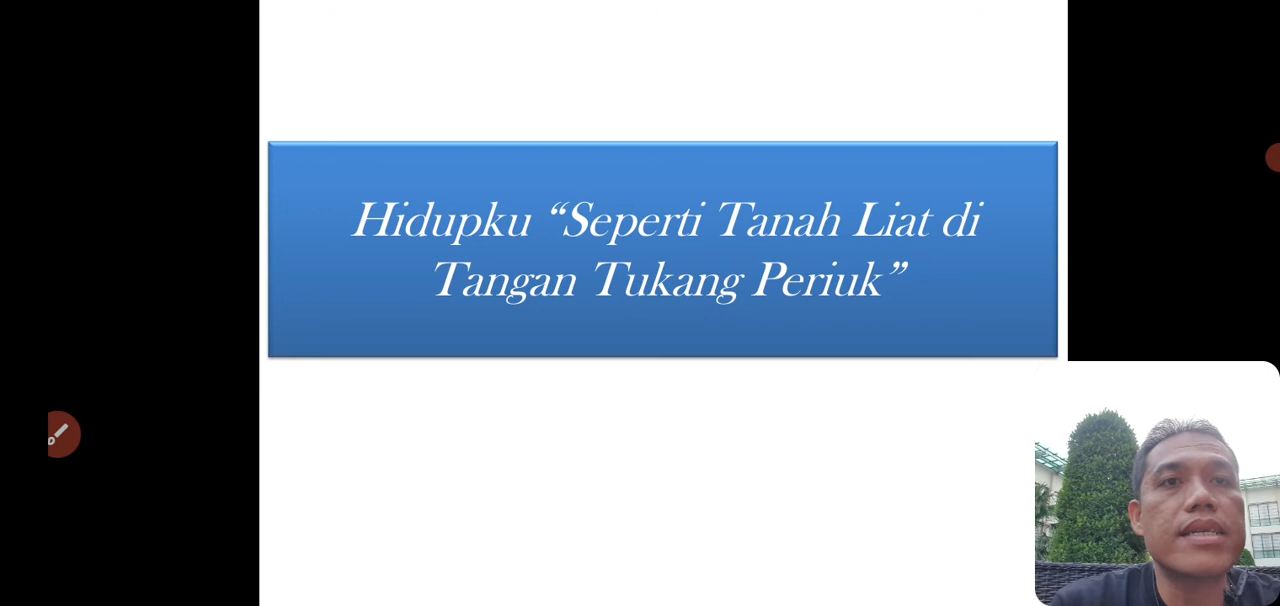 Hidupku “Seperti Tanah Liat di
Tangan Tukang Periuk”